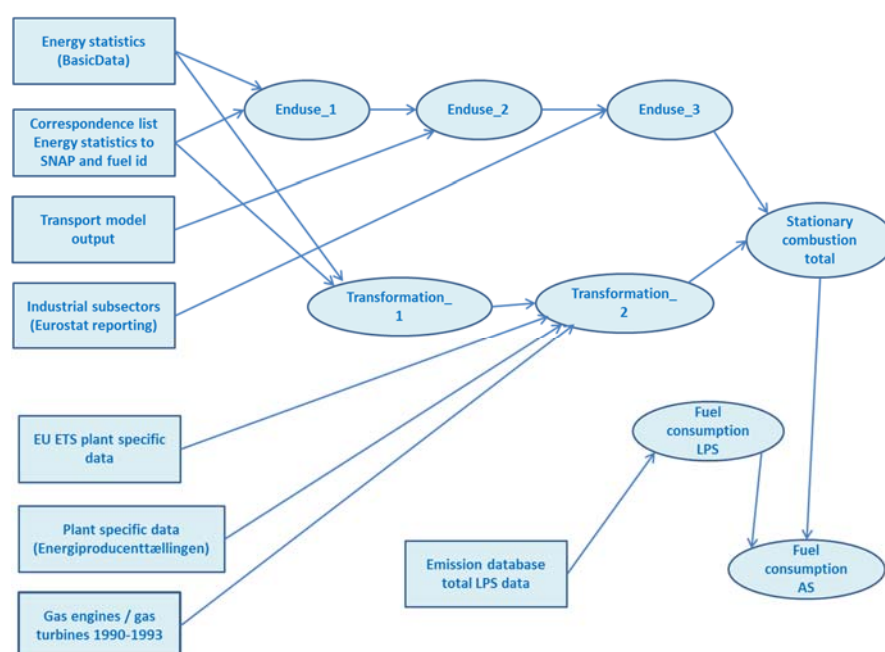 Energy statistics
(BasicData)
Enduse_1
Enduse_2
Enduse_3
Correspondence list
Energy statistics to
SNAP and fuel id
Transport model
output
Stationary
combustion
total
Industrial subsectors
(Eurostat reporting)
Transformation_
1
Transformation_
2
EU ETS plant specific
data
Fuel
consumption
LPS
Plant specific data
(Energiproducenttællingen)
Emission database
total LPS data
Fuel
consumption
AS
Gas engines / gas
turbines 1990-1993